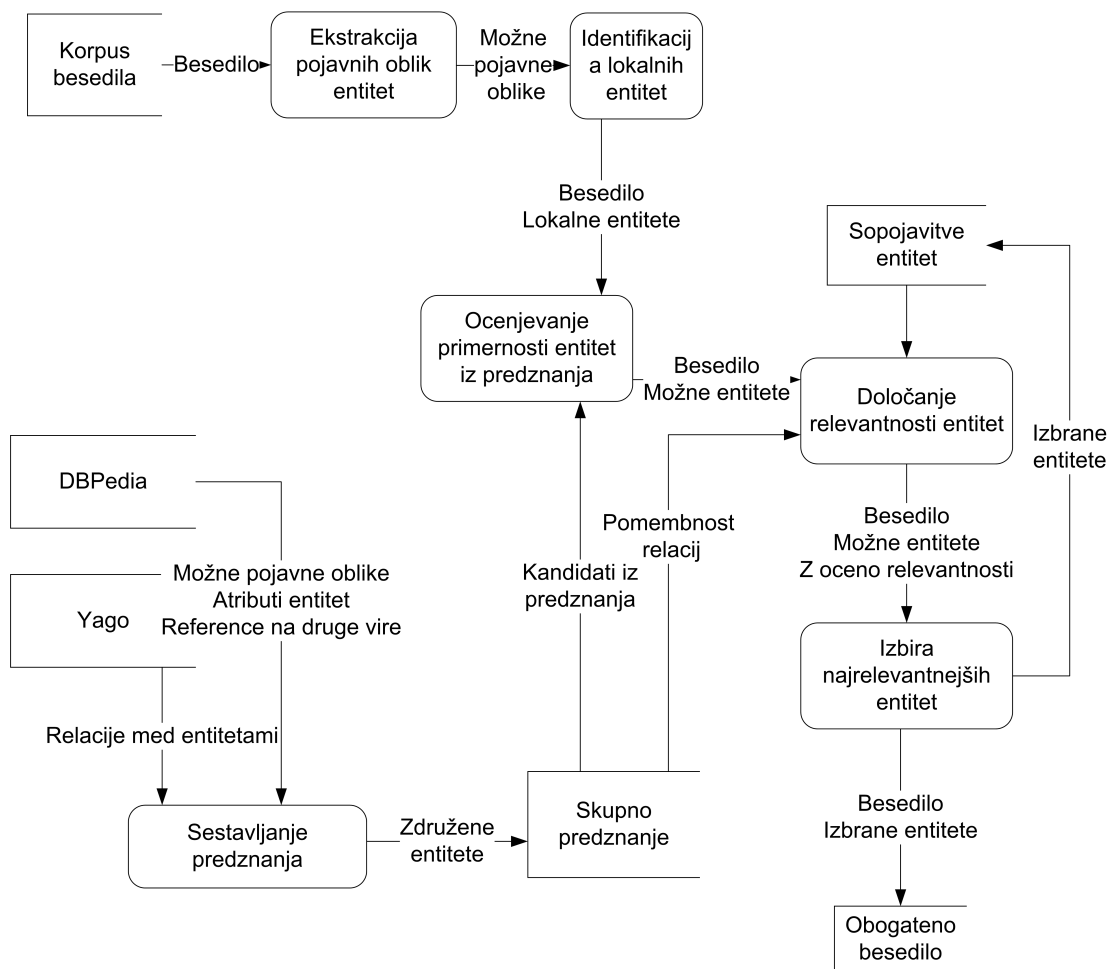 Korpus
besedila
Besedilo
Ekstrakcija
pojavnih oblik
entitet
Možne
pojavne
oblike
Identifikacij
a lokalnih
entitet
Besedilo
Lokalne entitete
Sopojavitve
entitet
Ocenjevanje
primernosti entitet
iz predznanja
Besedilo
Možne entitete
Določanje
relevantnosti entitet
Izbrane
entitete
DBPedia
Pomembnost
relacij
Besedilo
Možne entitete
Z oceno relevantnosti
Kandidati iz
predznanja
Možne pojavne oblike
Atributi entitet
Reference na druge vire
Yago
Izbira
najrelevantnejših
entitet
Relacije med entitetami
Sestavljanje
predznanja
Združene
entitete
Skupno
predznanje
Besedilo
Izbrane entitete
Obogateno
besedilo